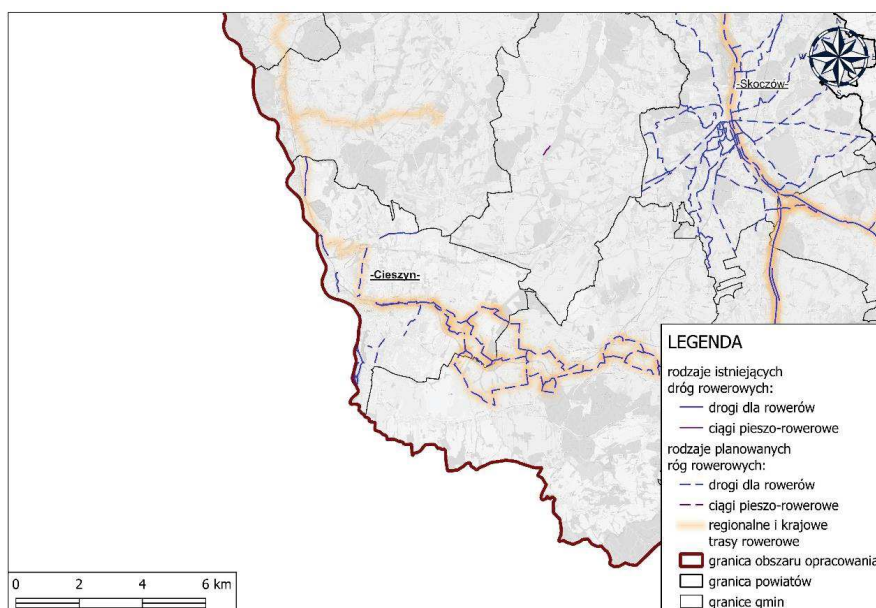 N
W
S
-Skoczów-
-Cieszyn-
LEGENDA
rodzaje istniejących
dróg rowerowych:
drogi dla rowerów
ciągi pieszo-rowerowe
rodzaje planowanych
róg rowerowych:
drogi dla rowerów
ciągi pieszo-rowerowe
regionalne i krajowe
trasy rowerowe
granica obszaru opracowania
granica powiatów
granice gmin
0 2 4 6 km